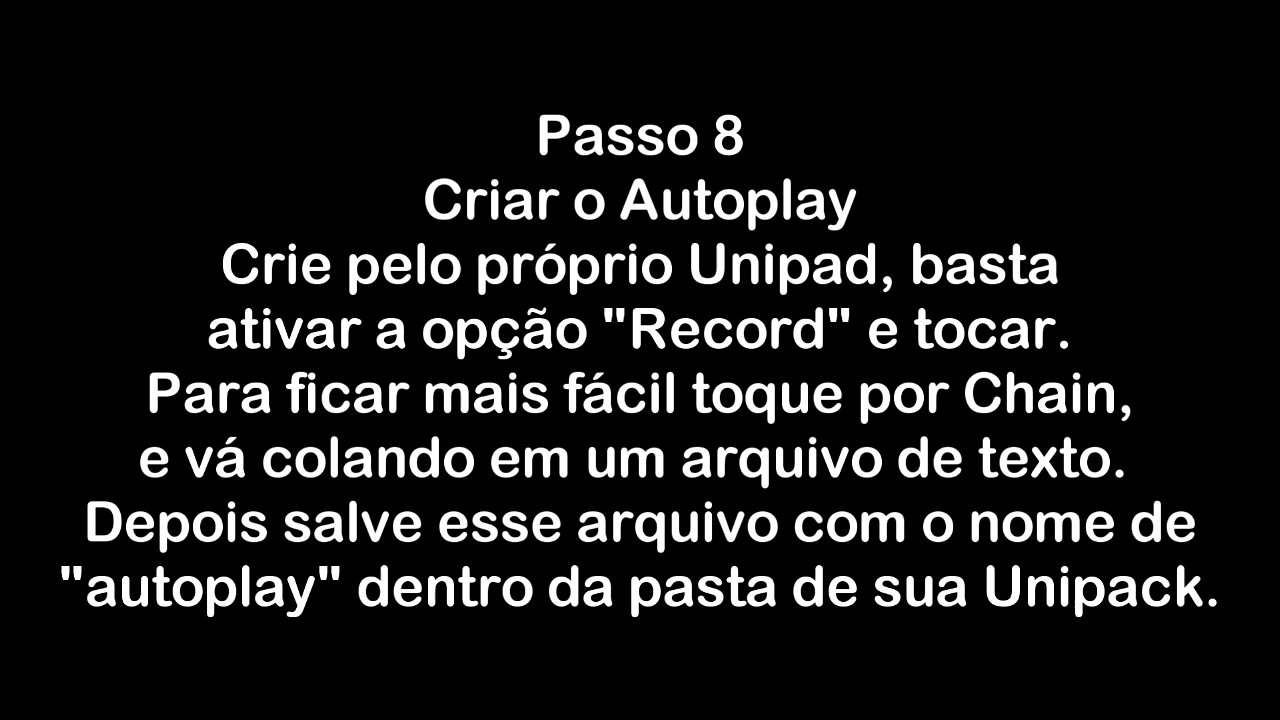 Passo 8
Criar o Autoplay
Crie pelo próprio Unipad, basta
ativar a opção "Record" e tocar.
Para ficar mais fácil toque por Chain,
e vá colando em um arquivo de texto.
Depois salve esse arquivo com o nome de
"autoplay" dentro da pasta de sua Unipack.